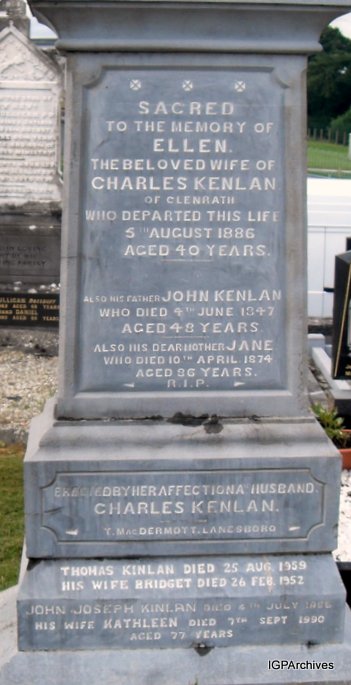 SACRED
TO THE MEMORY OF
ELLEN.
THE BELOVED WIFE OF
CHARLES KENLAN
OF CLENRATH
WHO DEPARTED THIS LIFE
5TH AUGUST 1886
AGED 40 YEARS.
ALSO HIS FATHER JOHN KENLAN
WHO DIED 4TH JUNE 1847
AGED 48 YEARS
ALSO HIS DEAR MOTHER JANE
WHO DIED 10TH APRIL 1874
AGED 86 YEARS.
R.I.P.
ERECTED BY HER AFFECTIONATE HUSBAND.
CHARLES KENLAN.
T. MACDERMOTT. LANESBORO
THOMAS KINLAN DIED 25 AUG. 1959
HIS WIFE BRIDGET DIED 26 FEB. 1952
JOHN JOSEPH KINLAN DIED 4TH JULY
HIS WIFE KATHLEEN DIED 7TH SEPT 1990
AGED 77 YEARS
DANIEL
IGPArchives